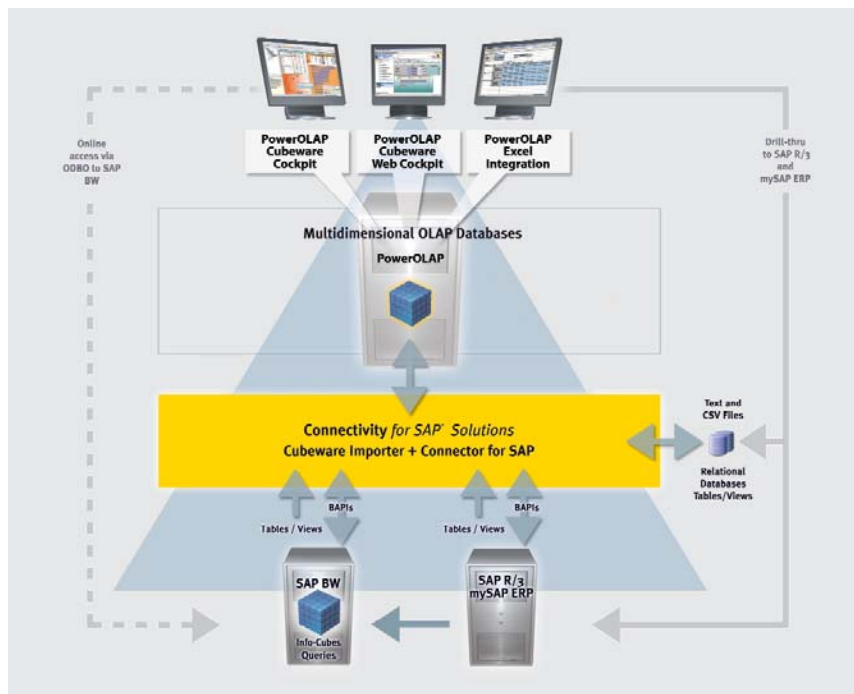 PowerOLAP
Cubeware
Cockpit
PowerOLAP
Cubeware
Web Cockpit
PowerOLAP
Excel
Integration
Online
access via
ODBO to SAP
BW
Drill-thru
to SAP R/3
and
mySAP ERP
Multidimensional OLAP Databases
PowerOLAP
Connectivity for SAP® Solutions
Cubeware Importer + Connector for SAP
Text and
CSV Files
Relational
Databases
Tables/Views
Tables / Views
BAPIs
Tables / Views
BAPIs
SAP BW
Info-Cubes
Queries
SAP R/3
mySAP ERP